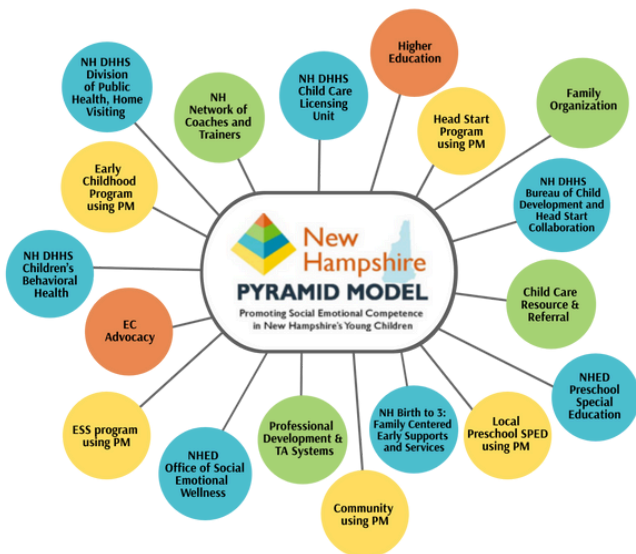 Higher
Education
NH DHHS
Division
of Public
Health, Home
Visiting
NH
Network of
Coaches and
Trainers
NH DHHS
Child Care
Licensing
Unit
Head Start
Program
using PM
Family
Organization
Early
Childhood
Program
using PM
NH DHHS
Bureau of Child
Development and
Head Start
Collaboration
New
Hampshire
PYRAMID MODEL
Promoting Social Emotional Competence
in New Hampshire's Young Children
NH DHHS
Children's
Behavioral
Health
Child Care
Resource &
Referral
EC
Advocacy
NHED
Preschool
Special
Education
ESS program
using PM
NHED
Office of Social
Emotional
Wellness
Professional
Development &
TA Systems
NH Birth to 3:
Family Centered
Early Supports
and Services
Local
Preschool SPED
using PM
Community
using PM